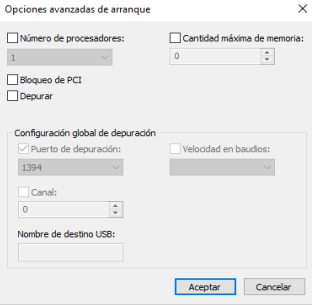 Opciones avanzadas de arranque
Número de procesadores:
Cantidad máxima de memoria:
1
0
Bloqueo de PCI
Depurar
Configuración global de depuración
Puerto de depuración:
Velocidad en baudios:
1394
Canal:
0
Nombre de destino USB:
Aceptar
Cancelar